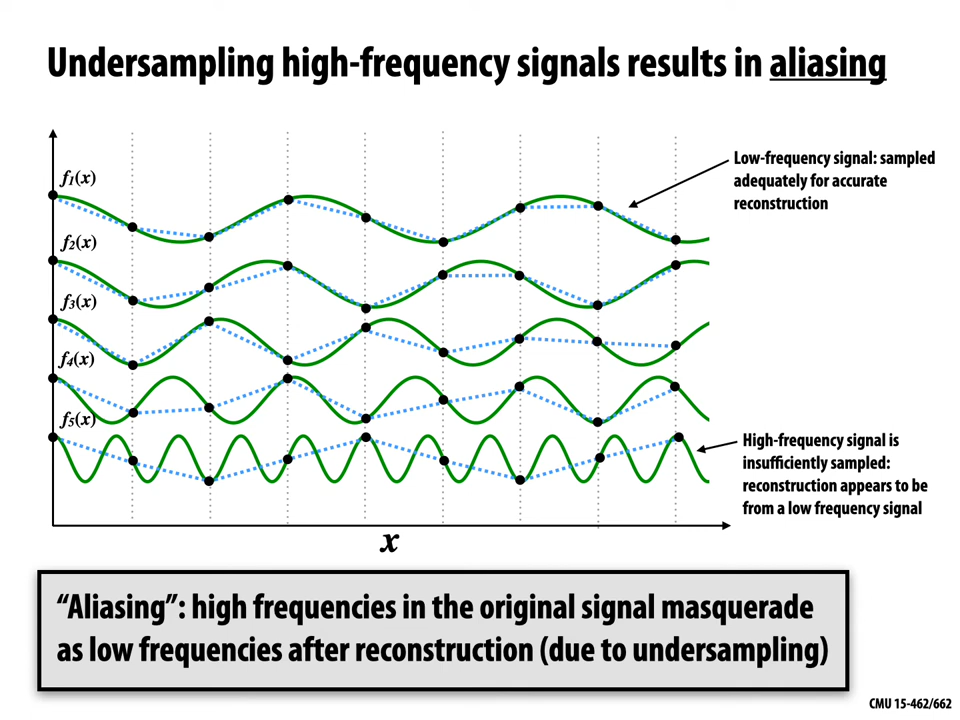 Undersampling high-frequency signals results in aliasing
f1(x)
Low-frequency signal: sampled
adequately for accurate
reconstruction
f2(x)
f3(x)
f4(x)
f5(x)
High-frequency signal is
insufficiently sampled:
reconstruction appears to be
from a low frequency signal
x
“Aliasing”: high frequencies in the original signal masquerade
as low frequencies after reconstruction (due to undersampling)
CMU 15-462/662